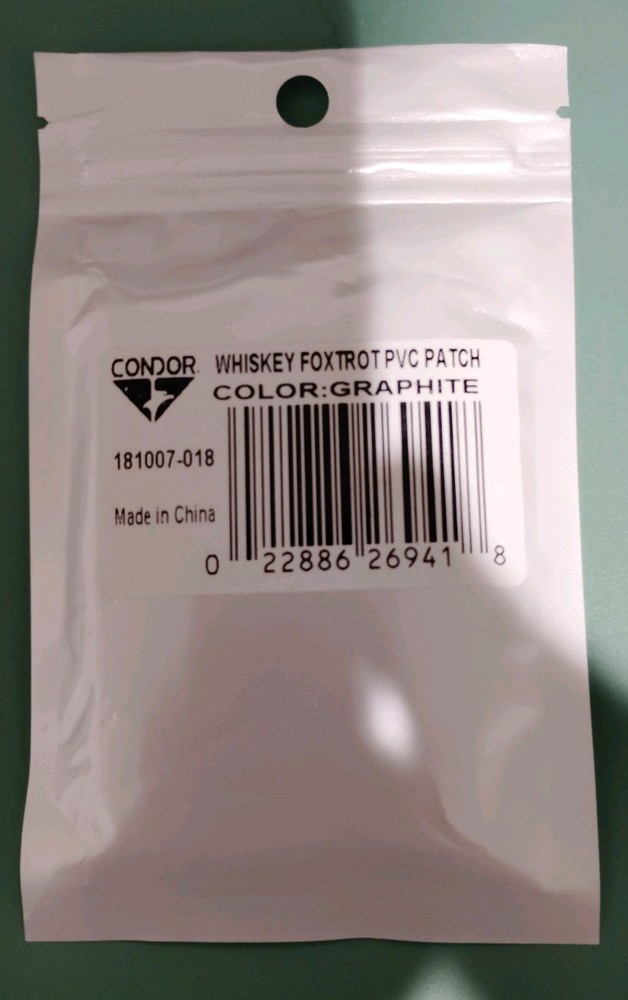 CONDOR
WHISKEY FOXTROT PVC PATCH
COLOR:GRAPHITE
181007-018
Made in China
0 22886 26941 8